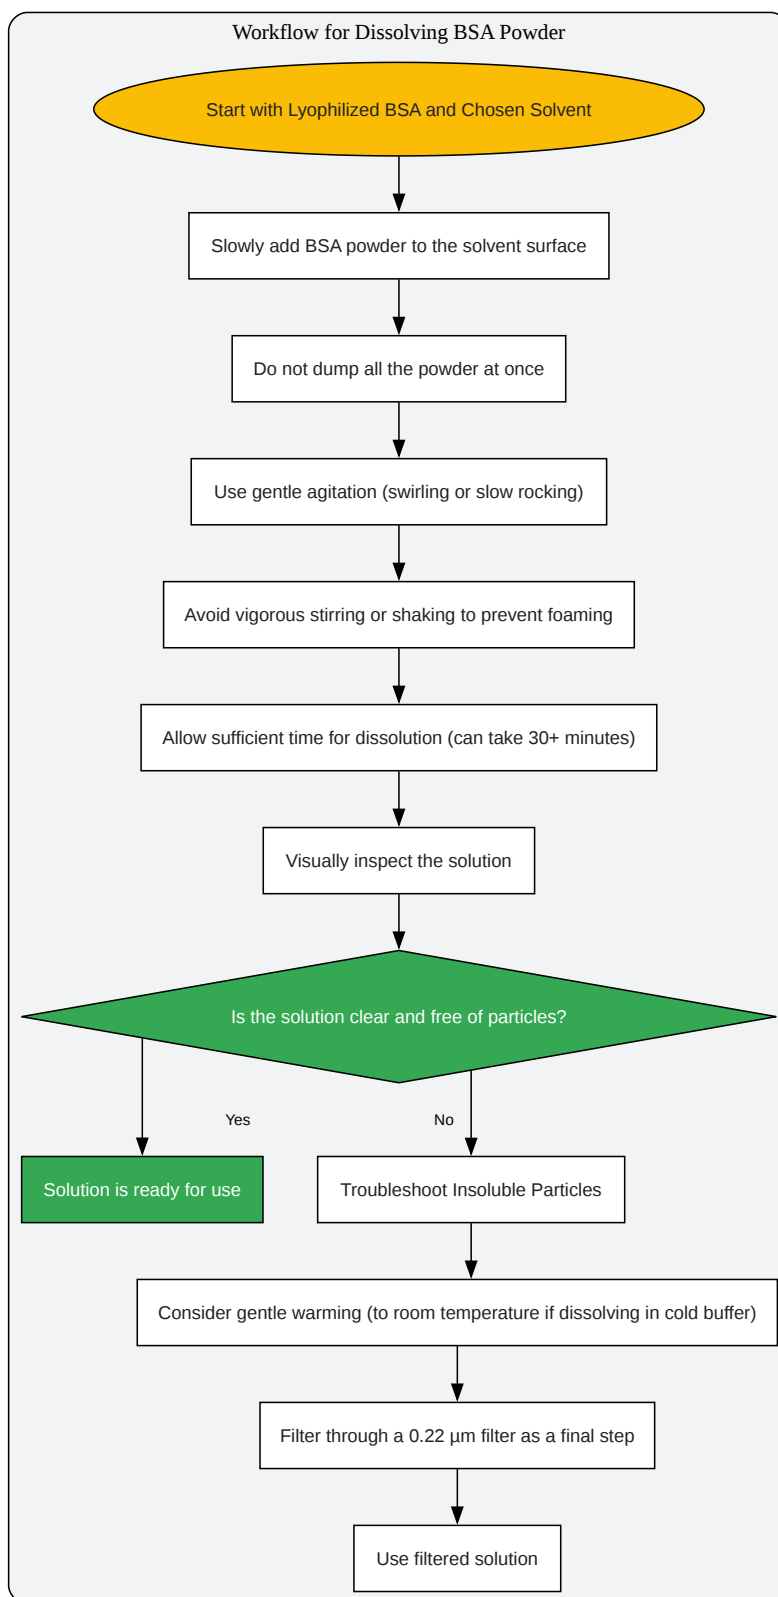 Workflow for Dissolving BSA Powder
Start with Lyophilized BSA and Chosen Solvent
Slowly add BSA powder to the solvent surface
Do not dump all the powder at once
Use gentle agitation (swirling or slow rocking)
Avoid vigorous stirring or shaking to prevent foaming
Allow sufficient time for dissolution (can take 30+ minutes)
Visually inspect the solution
Is the solution clear and free of particles?
Yes
No
Solution is ready for use
Troubleshoot Insoluble Particles
Consider gentle warming (to room temperature if dissolving in cold buffer)
Filter through a 0.22 µm filter as a final step
Use filtered solution